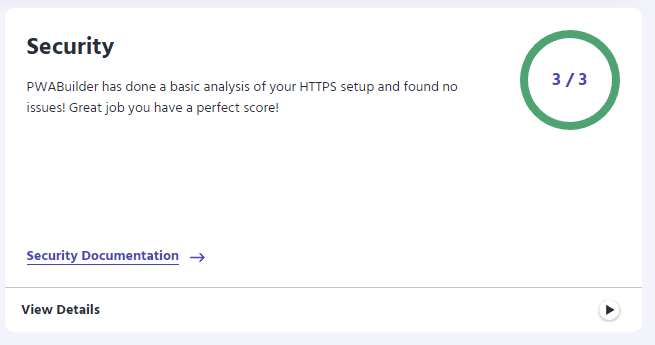 Security
3 / 3
PWABuilder has done a basic analysis of your HTTPS setup and found no
issues! Great job you have a perfect score!
Security Documentation
View Details